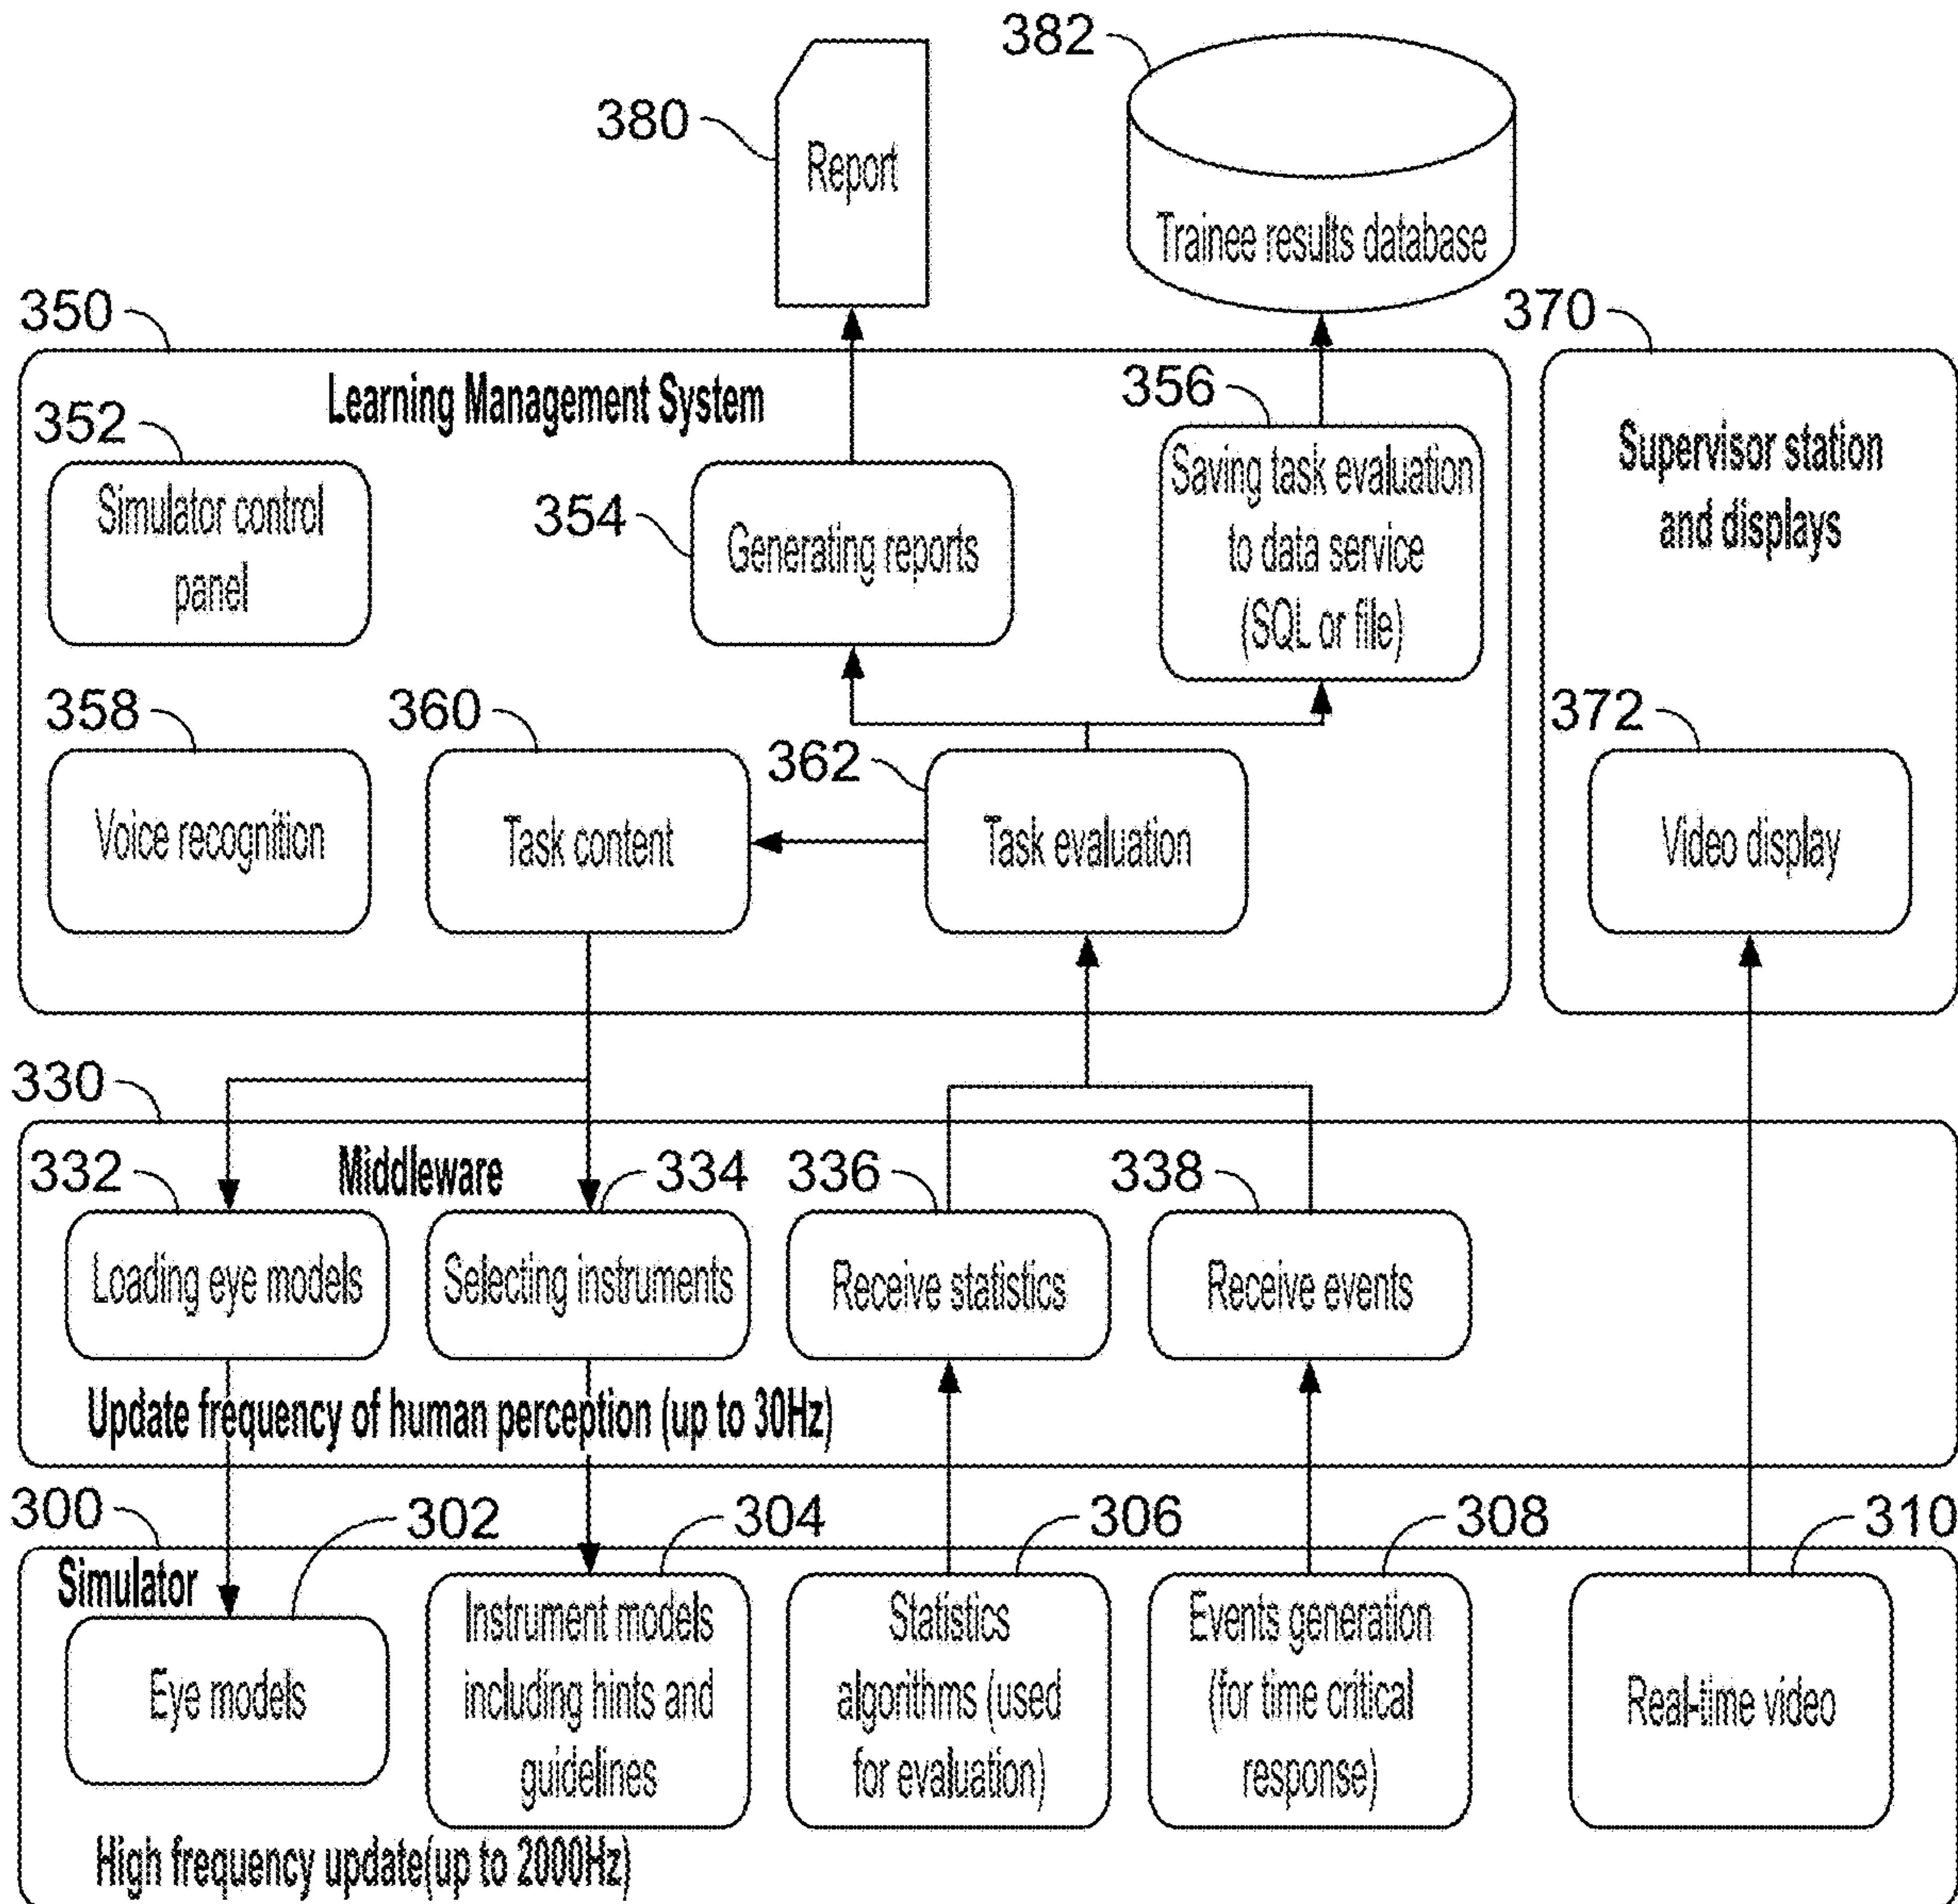 382
380
Report
Trainee results database
350
370
Learning Management System
356
352
Supervisor station
and displays
Simulator control
panel
354
Generating reports
Saving task evaluation
to data service
(SQL or file)
358
360
362
372
Voice recognition
Task content
Task evaluation
Video display
330
Middleware
332
334
336
338
Loading eye models
Selecting instruments
Receive statistics
Receive events
Update frequency of human perception (up to 30Hz)
300
302
304
306
308
310
Simulator
Eye models
Instrument models
including hints and
guidelines
Statistics
algorithms (used
for evaluation)
Events generation
(for time critical
response)
Real-time video
High frequency update(up to 2000Hz)